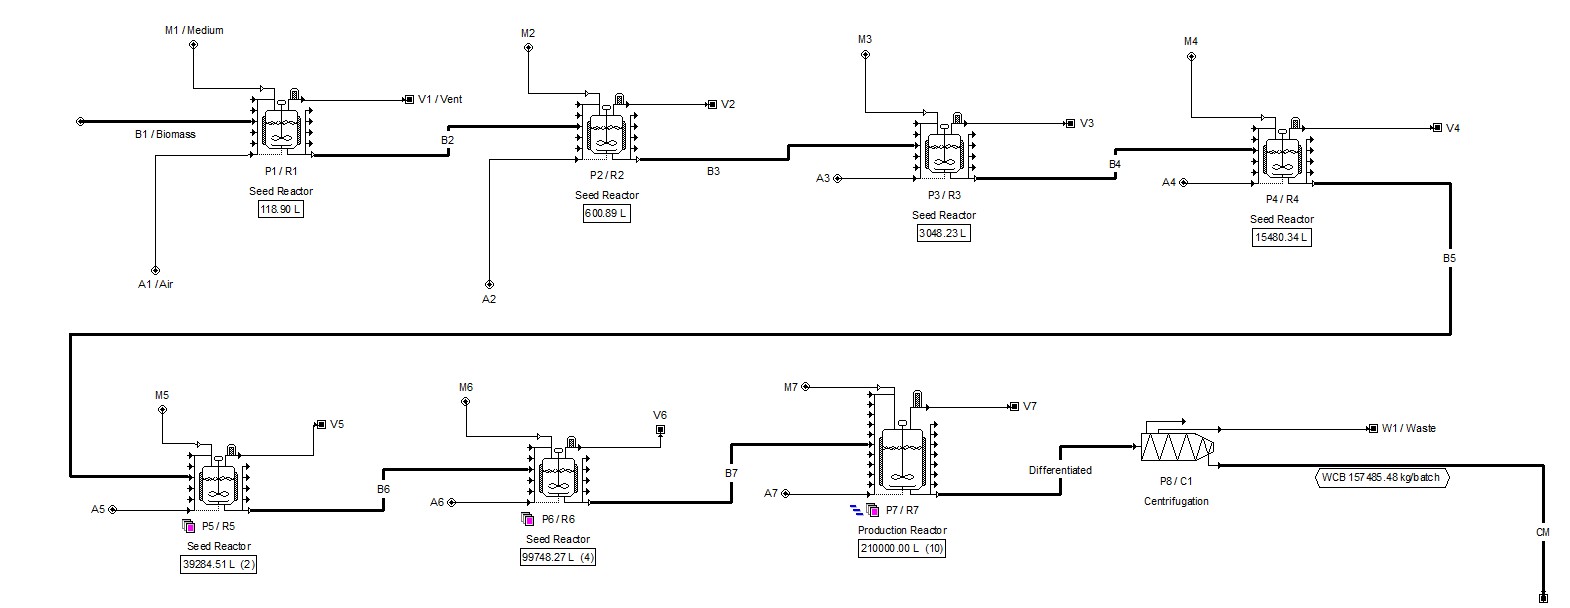 M1 / Medium
M2
M3
M4
V1 / Vent
V2
V3
V4
B1 / Biomass
B2
B3
B4
P1 / R1
Seed Reactor
118.90 L
P2 / R2
Seed Reactor
600.89 L
A3
P3 / R3
Seed Reactor
3048.23 L
A4
P4 / R4
Seed Reactor
15480.34 L
A1 / Air
A2
B5
M5
M6
M7
V5
V6
V7
W1 / Waste
B6
B7
Differentiated
WCB 157485.48 kg/batch
A5
P5 / R5
Seed Reactor
39284.51 L (2)
A6
P6 / R6
Seed Reactor
99748.27 L (4)
A7
P7 / R7
Production Reactor
210000.00 L (10)
P8 / C1
Centrifugation
CM